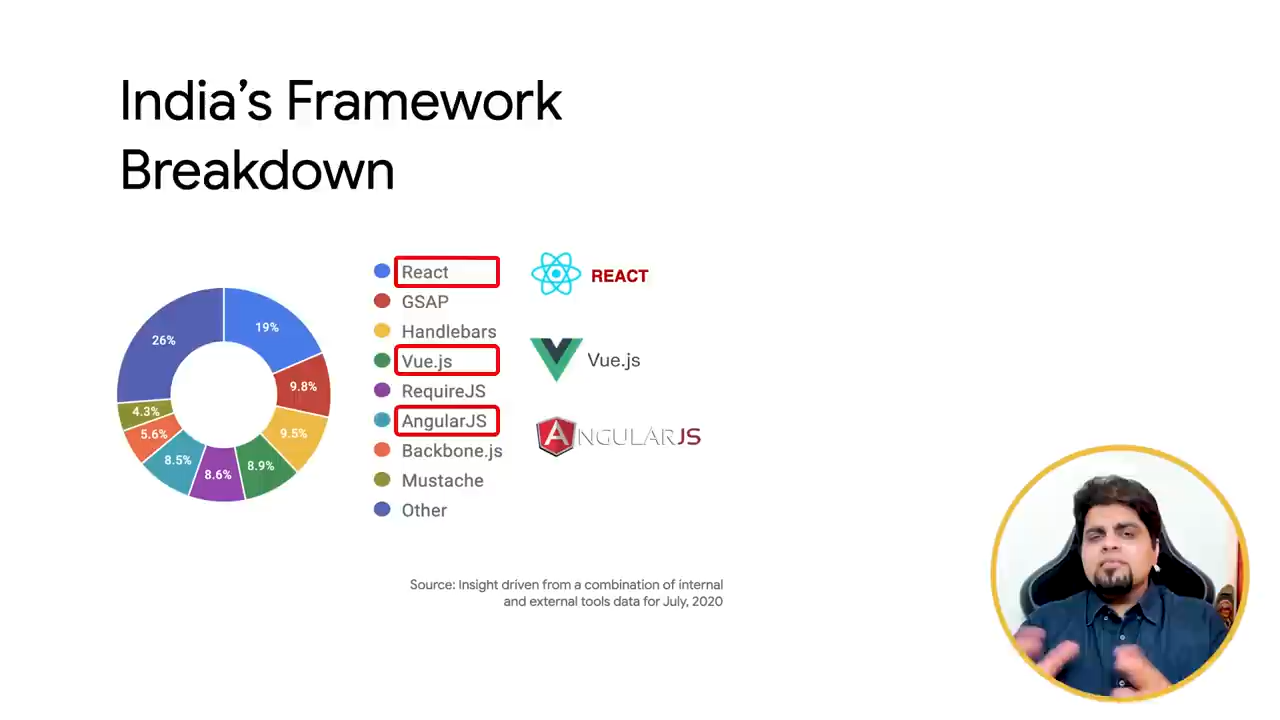 India’s Framework
Breakdown
React
GSAP
Handlebars
Vue.js
RequireJS
AngularJS
Backbone.js
Mustache
Other
19%
9.8%
9.5%
8.9%
8.6%
8.5%
5.6%
4.3%
26%
REACT
Vue.js
ANGULARJS
Source: Insight driven from a combination of internal
and external tools data for July, 2020